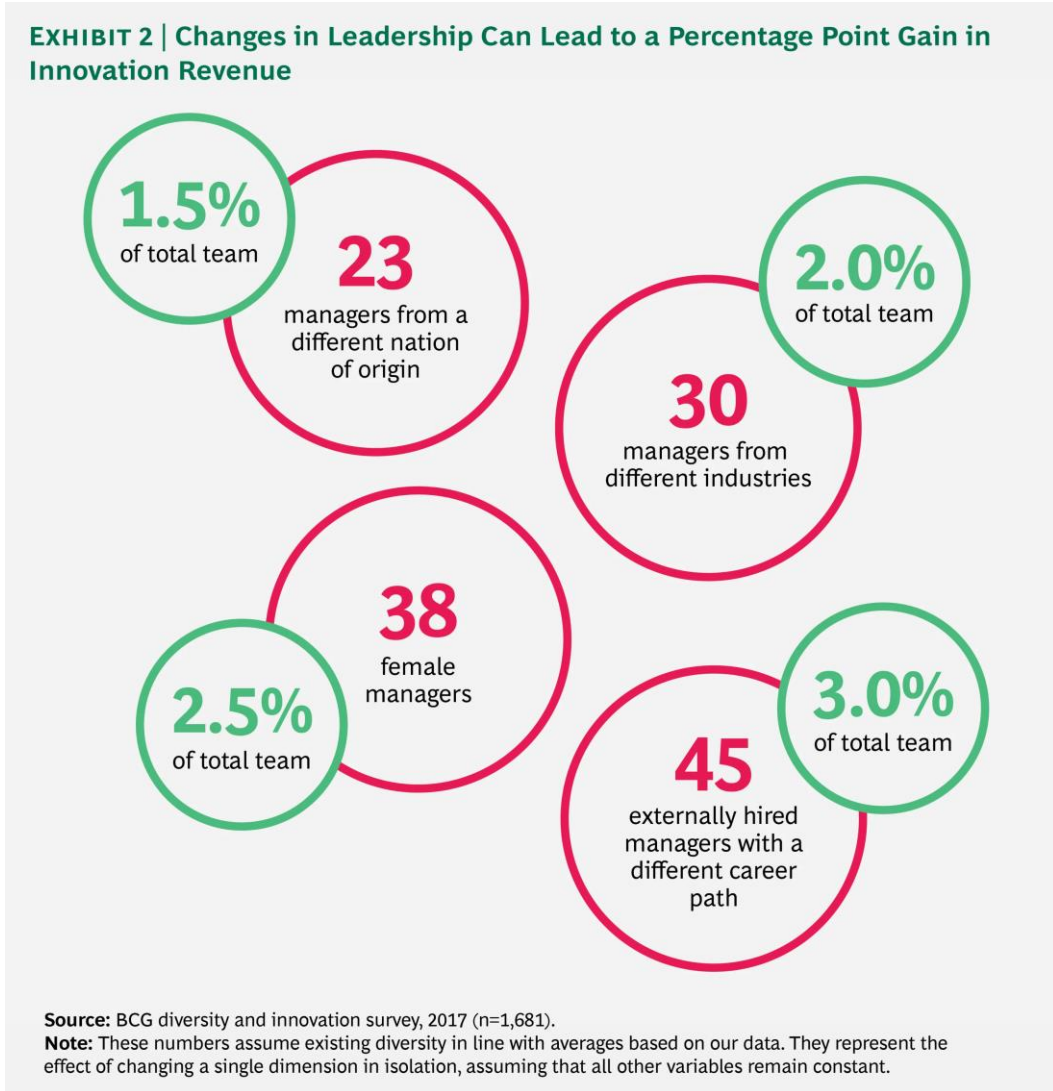 EXHIBIT 2 | Changes in Leadership Can Lead to a Percentage Point Gain in
Innovation Revenue
1.5%
of total team
23
managers from a
different nation
of origin
2.0%
of total team
30
managers from
different industries
38
female
managers
2.5%
of total team
3.0%
of total team
45
externally hired
managers with a
different career
path
Source: BCG diversity and innovation survey, 2017 (n=1,681).
Note: These numbers assume existing diversity in line with averages based on our data. They represent the
effect of changing a single dimension in isolation, assuming that all other variables remain constant.